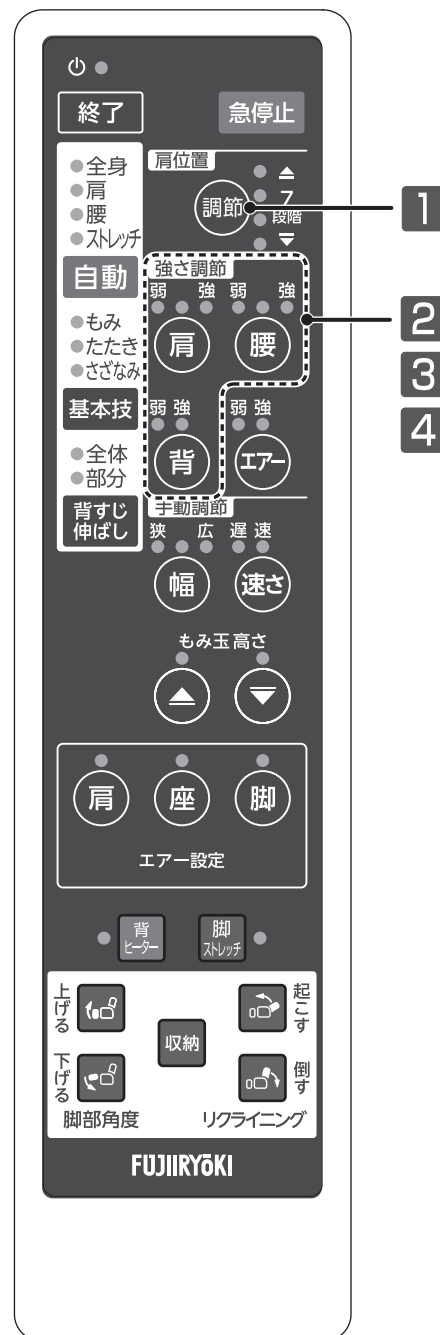 終了 急停止
全身
肩
腰
ストレッチ
肩位置
調節
7
段階
1
自動
強さ調節
弱 強 弱 強
肩 腰
2
3
4
もみ
たたき
さざなみ
基本技
弱 強 弱 強
背 エアー
全体
部分
背すじ
伸ばし
手動調節
狭 広 遅 速
幅 速さ
もみ玉高さ
肩 座 脚
エアー設定
背
ヒーター
脚
ストレッチ
上げる
起こす
収納
下げる
倒す
脚部角度 リクライニング
FUJIIRYōKI